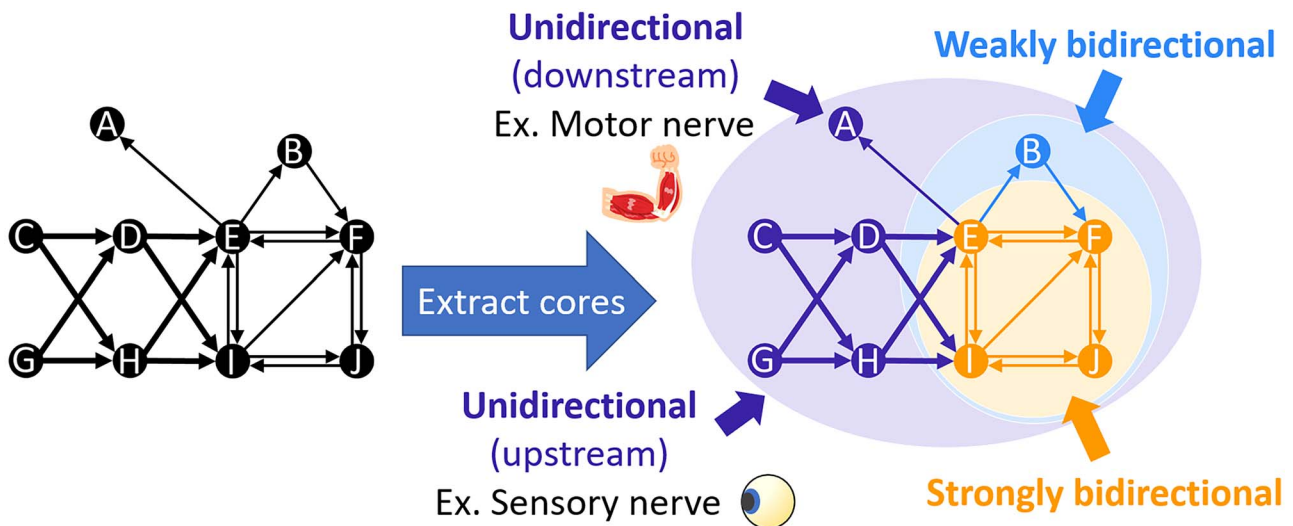 Unidirectional
(downstream)
Ex. Motor nerve
Weakly bidirectional
A
B
C
D
E
F
G
H
I
J
Extract cores
A
B
C
D
E
F
G
H
I
J
Unidirectional
(upstream)
Ex. Sensory nerve
Strongly bidirectional